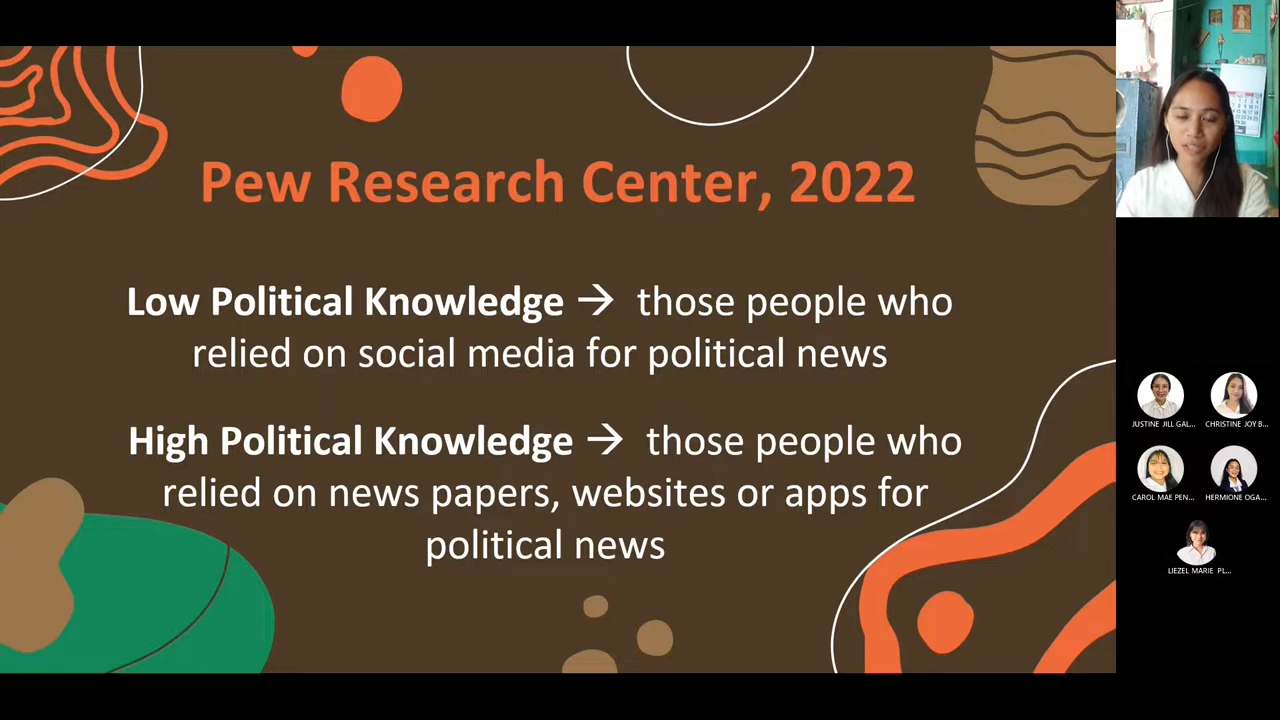 Pew Research Center, 2022
Low Political Knowledge → those people who
relied on social media for political news
High Political Knowledge → those people who
relied on news papers, websites or apps for
political news
JUSTINE JILL GAL...
CHRISTINE JOY B...
CAROL MAE PEN...
HERMIONE OGA...
LIEZEL MARIE PL...